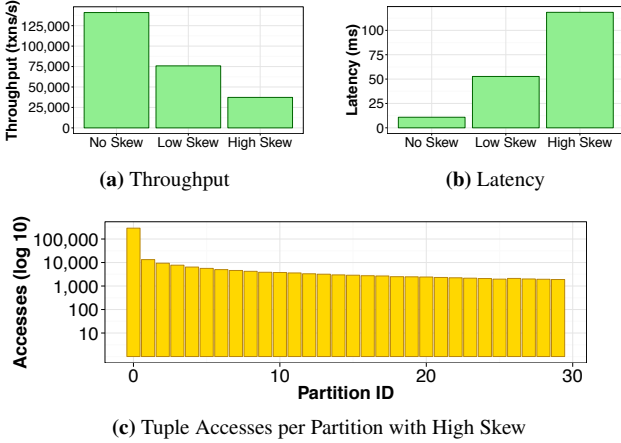 Throughput (txns/s)
125,000
100,000
75,000
50,000
25,000
0
No Skew Low Skew High Skew
(a) Throughput
Latency (ms)
100
75
50
25
0
No Skew Low Skew High Skew
(b) Latency
Accesses (log 10)
100,000
10,000
1,000
100
10
0 10 20 30
Partition ID
(c) Tuple Accesses per Partition with High Skew